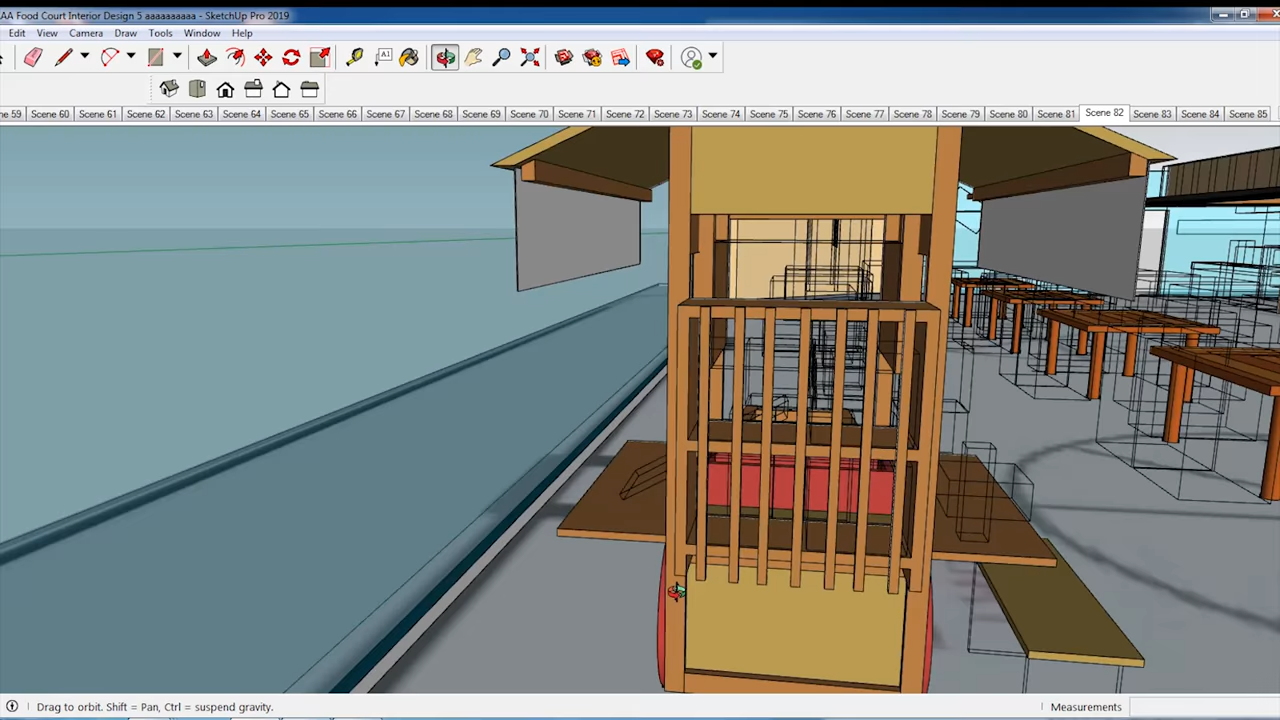 AA Food Court Interior Design 5 aaaaaaaaaa - SketchUp Pro 2019
Edit View Camera Draw Tools Window Help
A1
ne 59 Scene 60 Scene 61 Scene 62 Scene 63 Scene 64 Scene 65 Scene 66 Scene 67 Scene 68 Scene 69 Scene 70 Scene 71 Scene 72 Scene 73 Scene 74 Scene 75 Scene 76 Scene 77 Scene 78 Scene 79 Scene 80 Scene 81 Scene 82 Scene 83 Scene 84 Scene 85
Drag to orbit. Shift = Pan, Ctrl = suspend gravity. Measurements